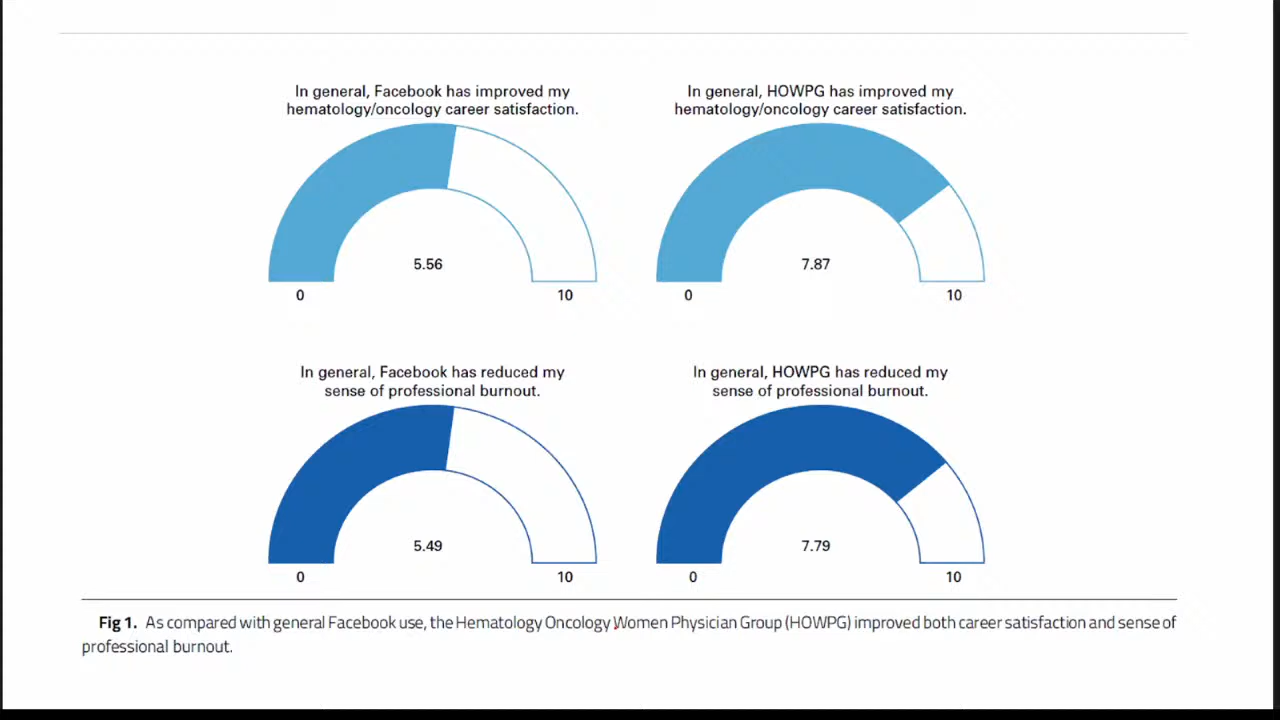 In general, Facebook has improved my
hematology/oncology career satisfaction.
5.56
0
10
In general, HOWPG has improved my
hematology/oncology career satisfaction.
7.87
0
10
In general, Facebook has reduced my
sense of professional burnout.
5.49
0
10
In general, HOWPG has reduced my
sense of professional burnout.
7.79
0
10
Fig 1. As compared with general Facebook use, the Hematology Oncology Women Physician Group (HOWPG) improved both career satisfaction and sense of
professional burnout.